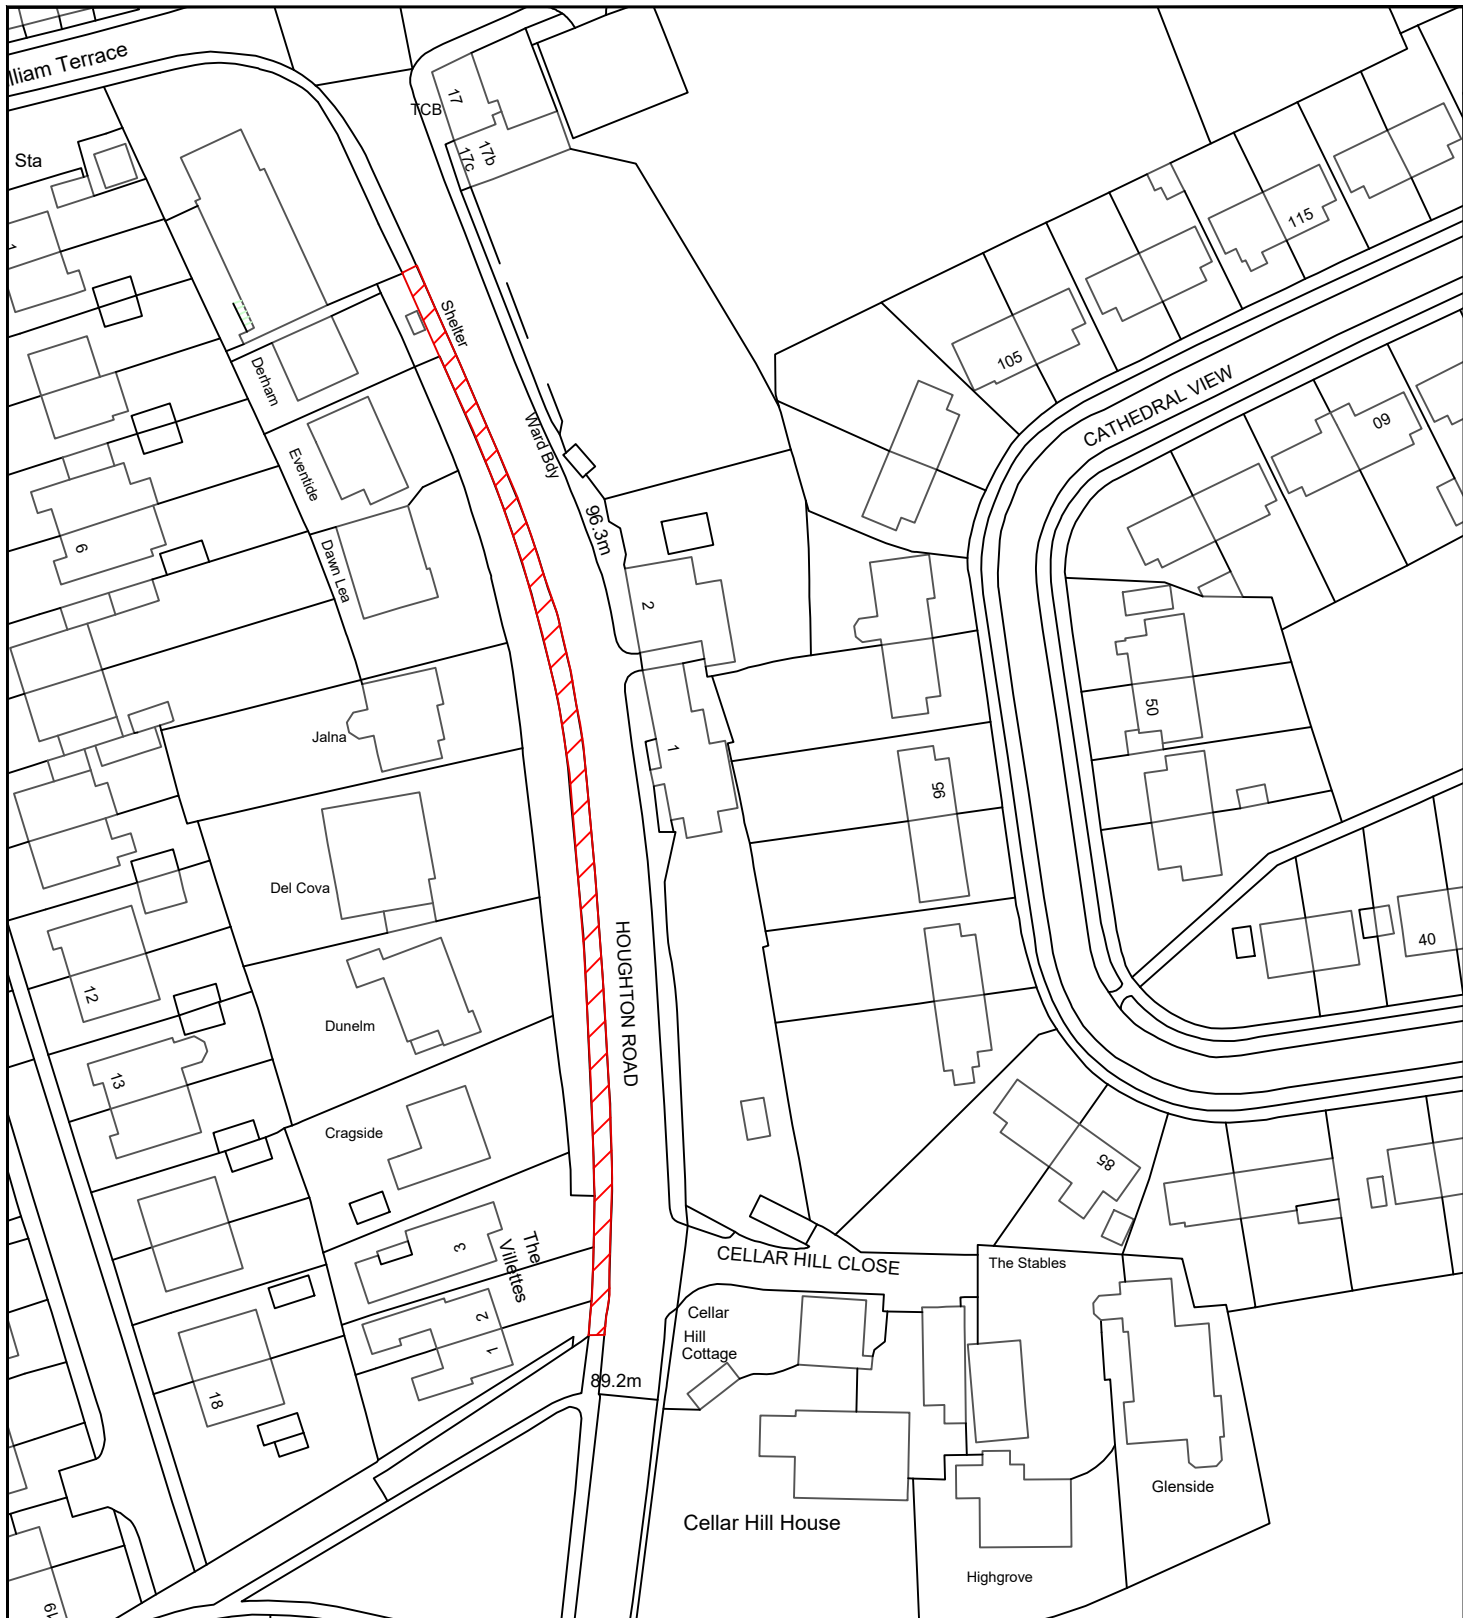 lliam Terrace
TCB
17
17b
17c
Sta
115
Shelter
105
Derham
CATHEDRAL VIEW
60
Ward Bdy
Eventide
96.3m
6
Dawn Lea
2
50
Jalna
1
95
Del Cova
HOUGHTON ROAD
40
12
Dunelm
13
Cragside
85
The
Villettes
3
CELLAR HILL CLOSE
The Stables
Cellar
Hill
Cottage
2
1
89.2m
18
Glenside
Cellar Hill House
Highgrove
19